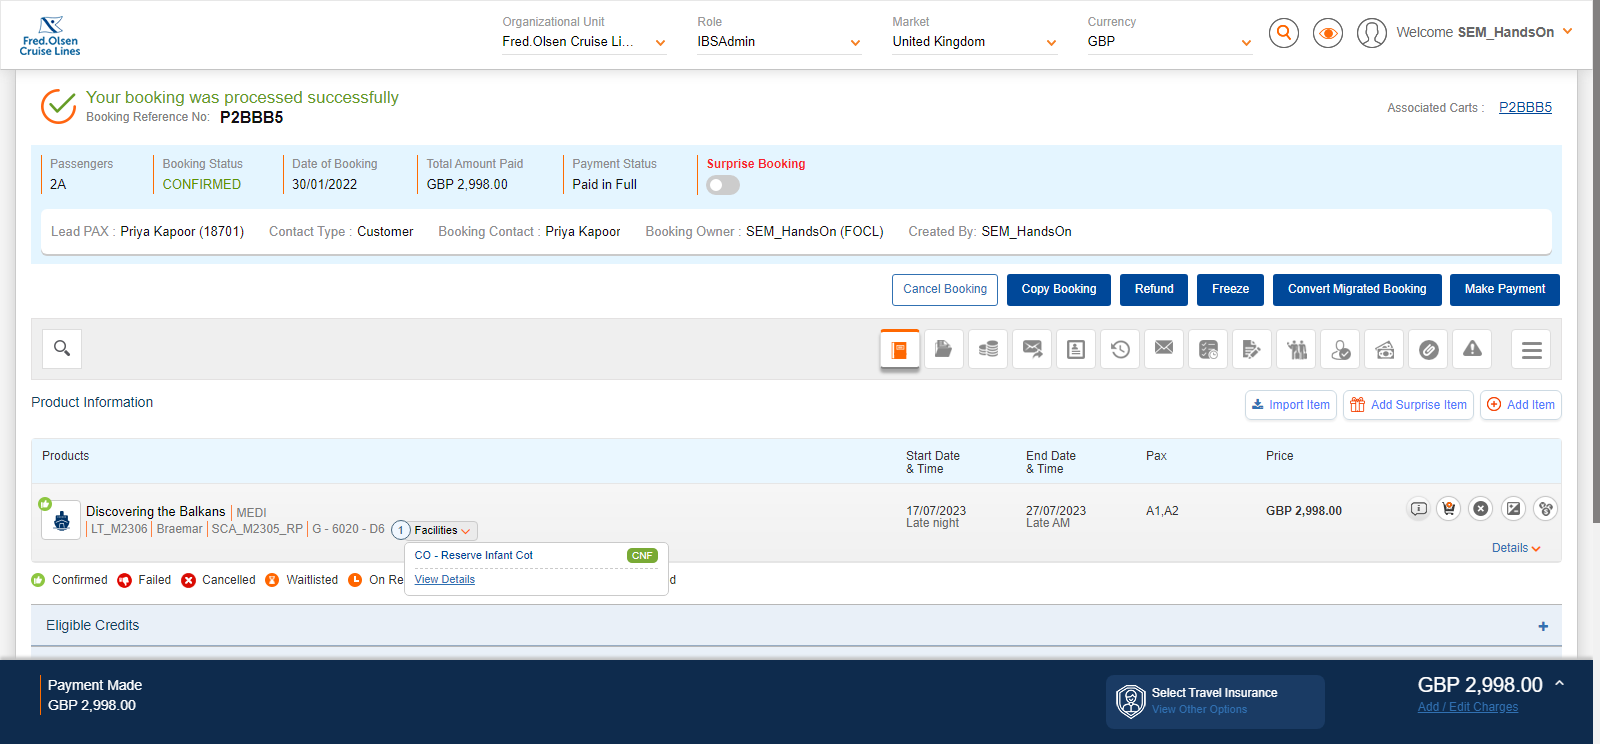 Fred.Olsen
Cruise Lines
Organizational Unit
Fred.Olsen Cruise Li...
Role
IBSAdmin
Market
United Kingdom
Currency
GBP
Welcome SEM_HandsOn
Your booking was processed successfully
Booking Reference No: P2BBB5
Associated Carts : P2BBB5
Passengers
2A
Booking Status
CONFIRMED
Date of Booking
30/01/2022
Total Amount Paid
GBP 2,998.00
Payment Status
Paid in Full
Surprise Booking
Lead PAX : Priya Kapoor (18701) Contact Type : Customer Booking Contact : Priya Kapoor Booking Owner : SEM_HandsOn (FOCL) Created By: SEM_HandsOn
Cancel Booking Copy Booking Refund Freeze Convert Migrated Booking Make Payment
Product Information
Import Item Add Surprise Item Add Item
Products
Start Date
& Time
End Date
& Time
Pax
Price
Discovering the Balkans MEDI
LT_M2306 Braemar SCA_M2305_RP G - 6020 - D6 1 Facilities
17/07/2023
Late night
27/07/2023
Late AM
A1,A2
GBP 2,998.00
Details
CO - Reserve Infant Cot CNF
View Details
Confirmed Failed Cancelled Waitlisted On Re d
Eligible Credits +
Payment Made
GBP 2,998.00
Select Travel Insurance
View Other Options
GBP 2,998.00
Add / Edit Charges